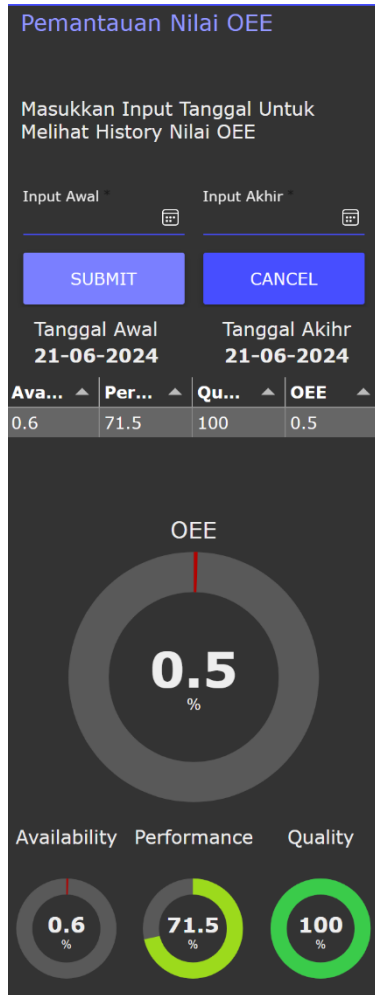 Pemantauan Nilai OEE
Masukkan Input Tanggal Untuk
Melihat History Nilai OEE
Input Awal * Input Akhir *
SUBMIT CANCEL
Tanggal Awal Tanggal Akihr
21-06-2024 21-06-2024
Ava... Per... Qu... OEE
0.6 71.5 100 0.5
OEE
0.5
%
Availability Performance Quality
0.6 71.5 100
% % %